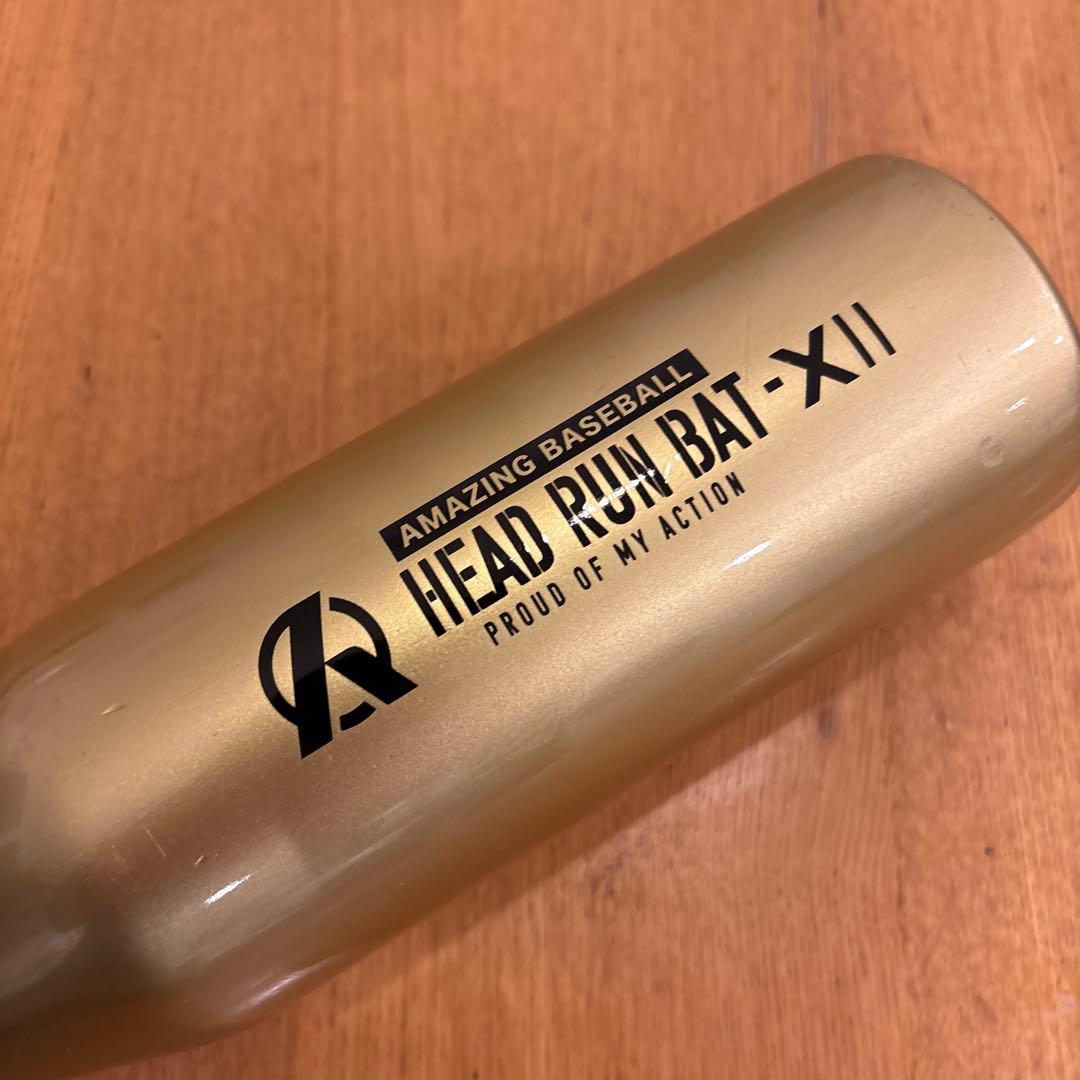 AMAZING BASEBALL
HEAD RUN BAT-XII
PROUD OF MY ACTION